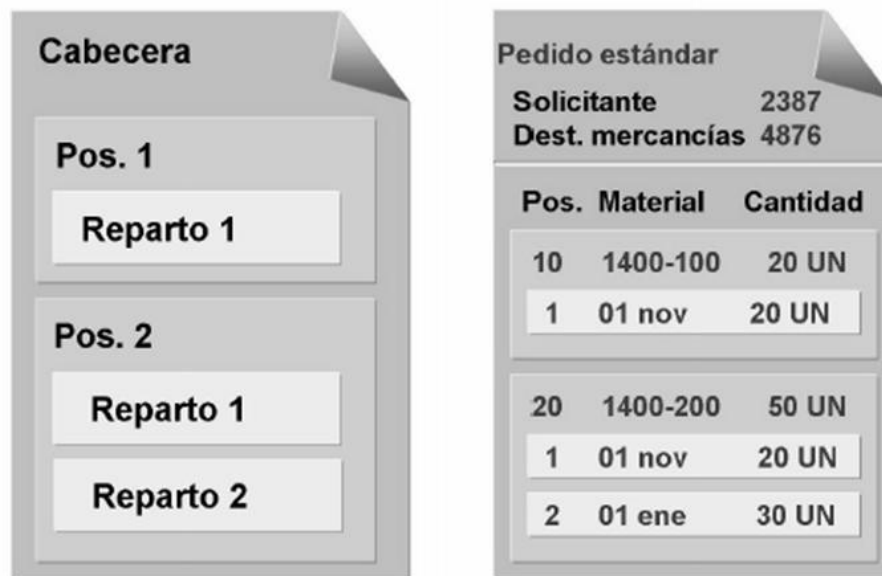 Cabecera
Pos. 1
Reparto 1
Pos. 2
Reparto 1
Reparto 2
Pedido estándar
Solicitante 2387
Dest. mercancías 4876
Pos. Material Cantidad
10 1400-100 20 UN
1 01 nov 20 UN
20 1400-200 50 UN
1 01 nov 20 UN
2 01 ene 30 UN